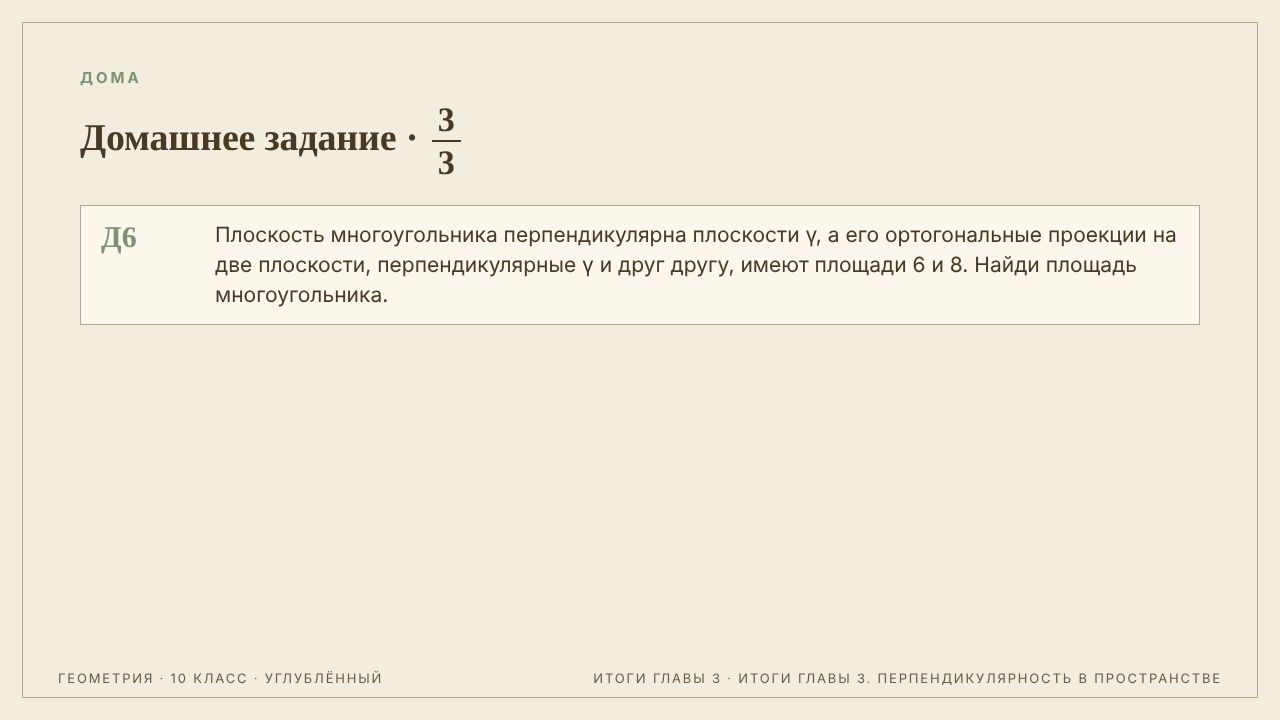 ДОМА
Домашнее задание · 3/3
Д6
Плоскость многоугольника перпендикулярна плоскости γ, а его ортогональные проекции на
две плоскости, перпендикулярные γ и друг другу, имеют площади 6 и 8. Найди площадь
многоугольника.
ГЕОМЕТРИЯ · 10 КЛАСС · УГЛУБЛЁННЫЙ
ИТОГИ ГЛАВЫ 3 · ИТОГИ ГЛАВЫ 3. ПЕРПЕНДИКУЛЯРНОСТЬ В ПРОСТРАНСТВЕ